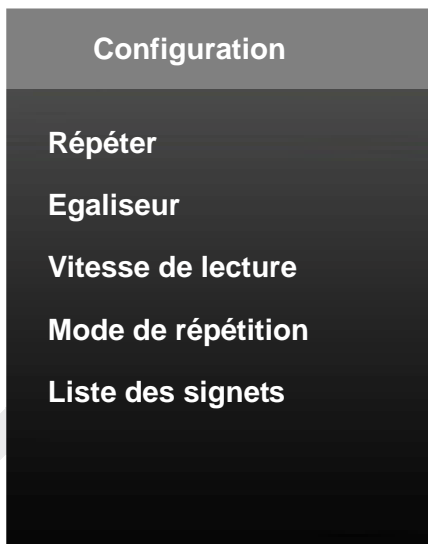 Configuration
Répéter
Egaliseur
Vitesse de lecture
Mode de répétition
Liste des signets